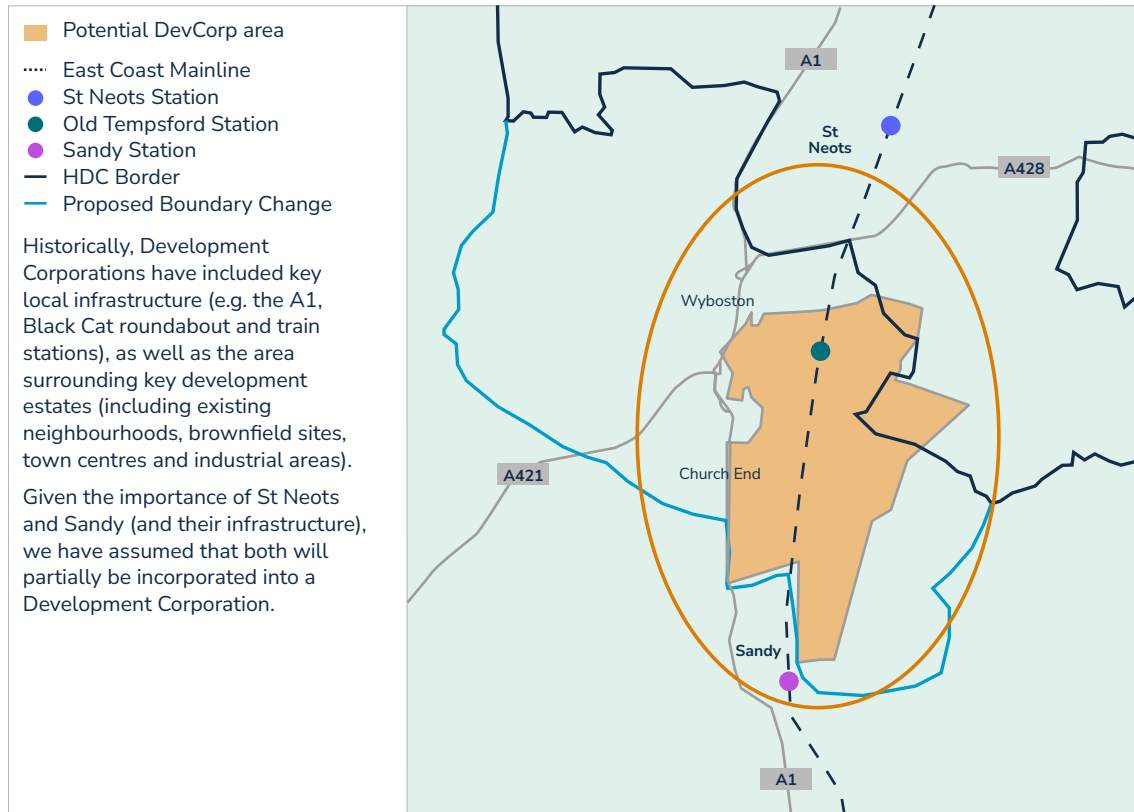 Potential DevCorp area
East Coast Mainline
St Neots Station
Old Tempsford Station
Sandy Station
HDC Border
Proposed Boundary Change
Historically, Development
Corporations have included key
local infrastructure (e.g. the A1,
Black Cat roundabout and train
stations), as well as the area
surrounding key development
estates (including existing
neighbourhoods, brownfield sites,
town centres and industrial areas).
Given the importance of St Neots
and Sandy (and their infrastructure),
we have assumed that both will
partially be incorporated into a
Development Corporation.
A1
St
Neots
A428
Wyboston
A421
Church End
Sandy
A1